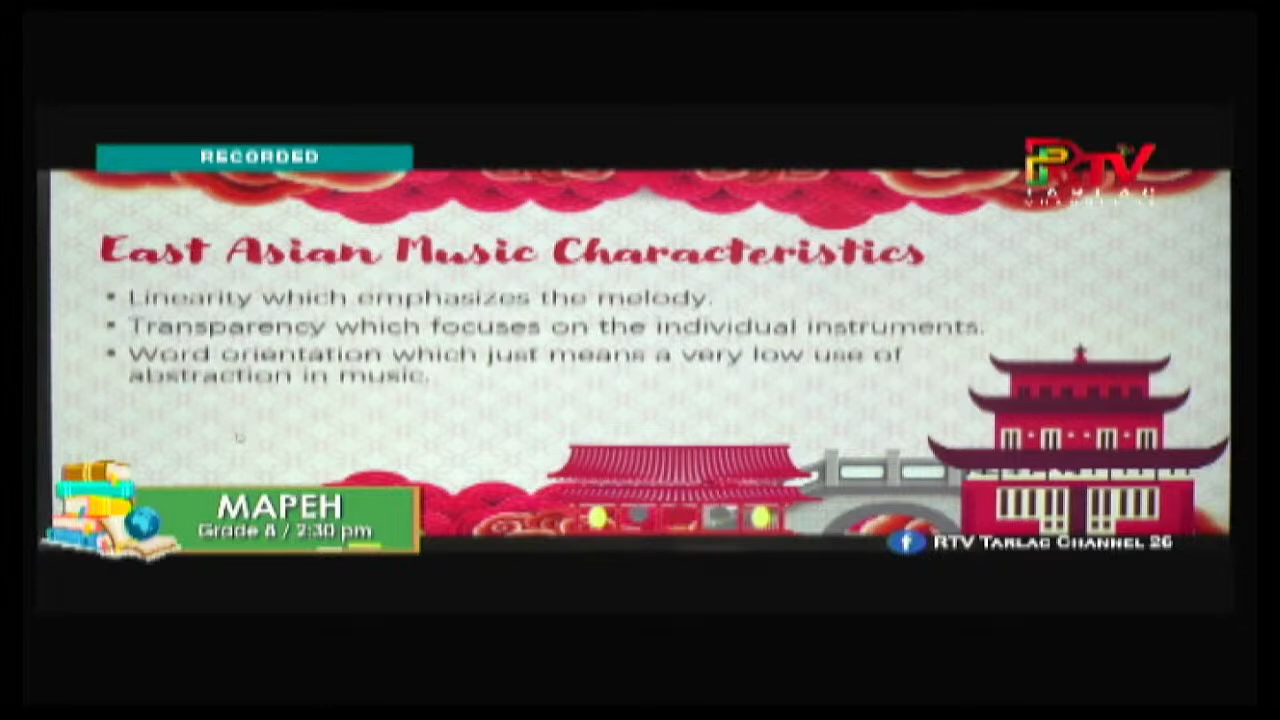 RECORDED
RTV
TARLAC
East Asian Music Characteristics
• Linearity which emphasizes the melody.
• Transparency which focuses on the individual instruments.
• Word orientation which just means a very low use of
abstraction in music.
MAPEH
Grade 8 / 2:30 pm
RTV TARLAC CHANNEL 26